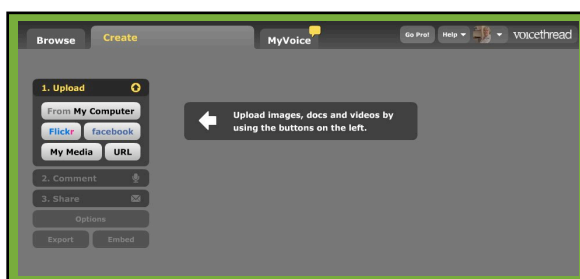 Browse Create MyVoice Go Pro! Help voicethread
1. Upload
From My Computer
Flickr facebook
My Media URL
Upload images, docs and videos by
using the buttons on the left.
2. Comment
3. Share
Options
Export Embed